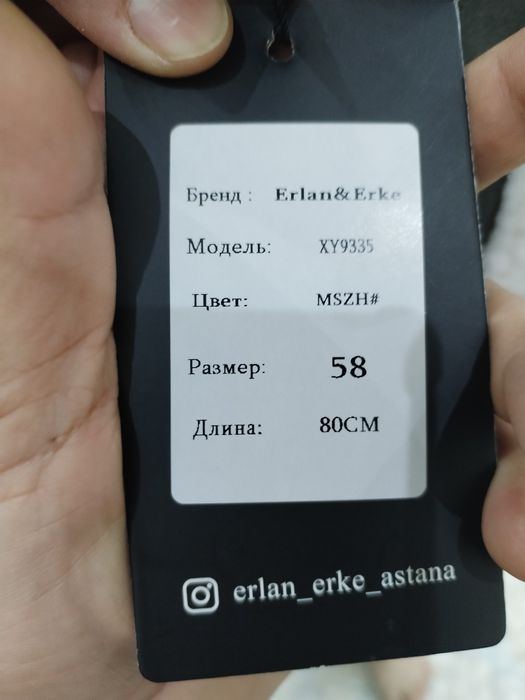 Бренд : Erlan&Erke
Модель: XY9335
Цвет: MSZH#
Размер: 58
Длина: 80CM
erlan_erke_astana